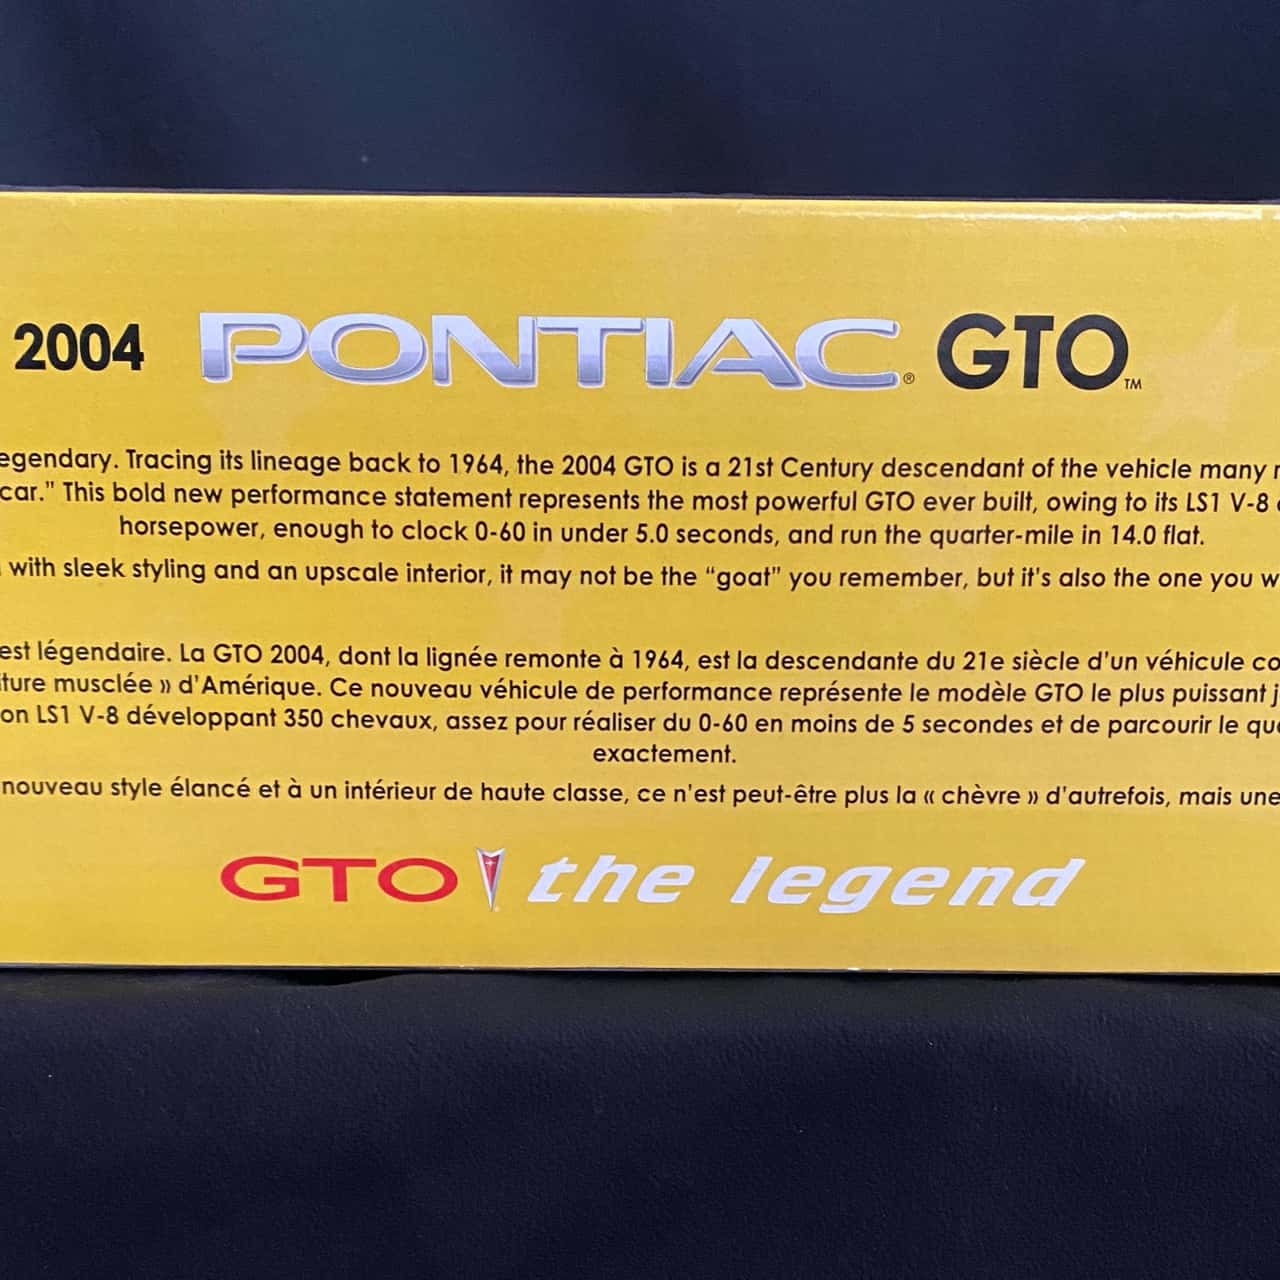 2004 PONTIAC® GTO™
egendary. Tracing its lineage back to 1964, the 2004 GTO is a 21st Century descendant of the vehicle many
car." This bold new performance statement represents the most powerful GTO ever built, owing to its LS1 V-8
horsepower, enough to clock 0-60 in under 5.0 seconds, and run the quarter-mile in 14.0 flat.
with sleek styling and an upscale interior, it may not be the “goat” you remember, but it’s also the one you w
est légendaire. La GTO 2004, dont la lignée remonte à 1964, est la descendante du 21e siècle d’un véhicule co
iture musclée » d’Amérique. Ce nouveau véhicule de performance représente le modèle GTO le plus puissant j
on LS1 V-8 développant 350 chevaux, assez pour réaliser du 0-60 en moins de 5 secondes et de parcourir le qu
exactement.
nouveau style élancé et à un intérieur de haute classe, ce n’est peut-être plus la « chèvre » d’autrefois, mais une
GTO the legend